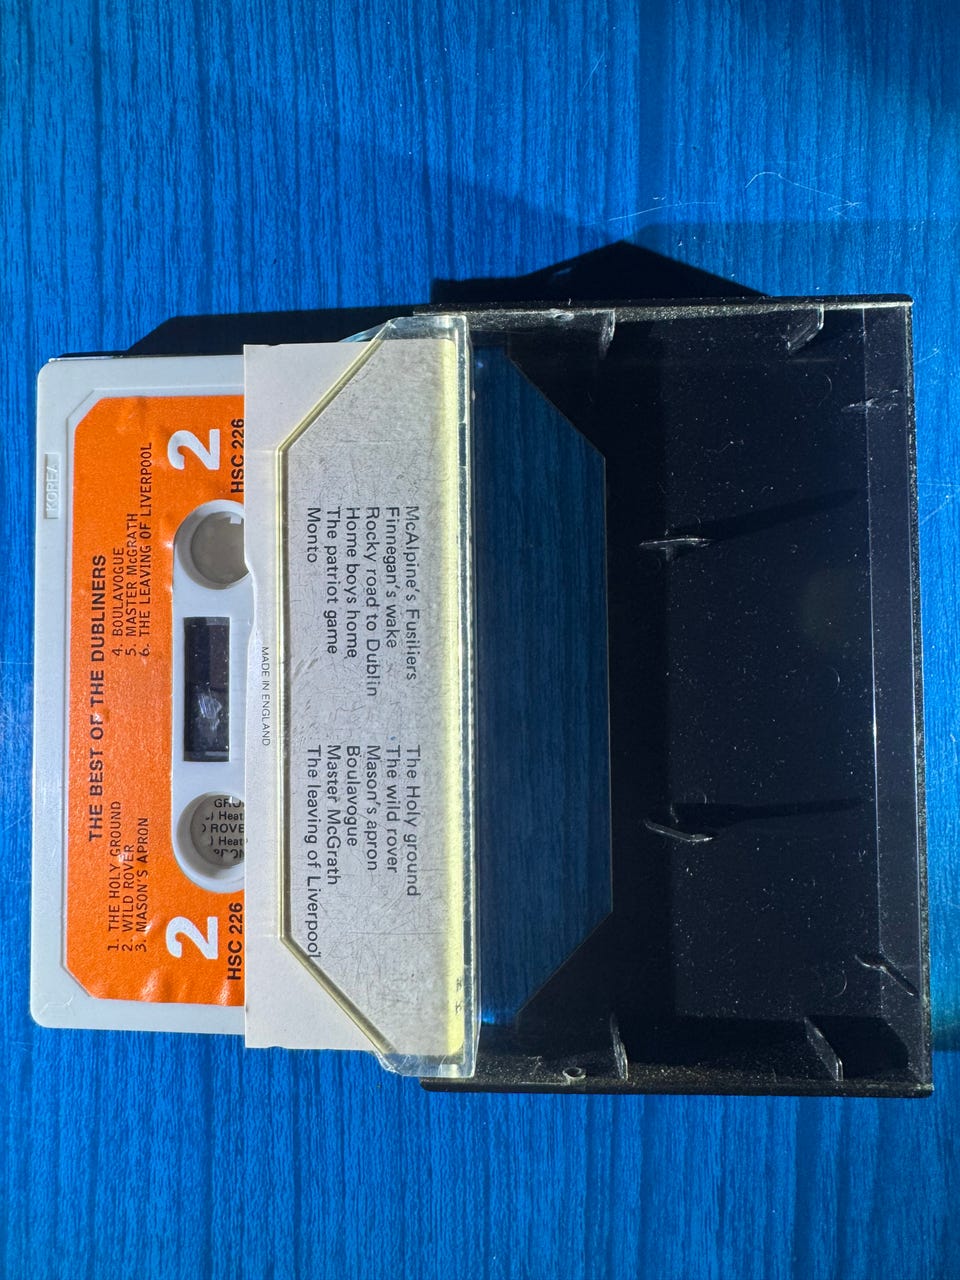 KOREA
THE BEST OF THE DUBLINERS
1. THE HOLY GROUND
2. WILD ROVER
3. MASON'S APRON
4. BOULAVOGUE
5. MASTER McGRATH
6. THE LEAVING OF LIVERPOOL
2
HSC 226
2
HSC 226
) Heat
ROVE
) Heat
MADE IN ENGLAND
McAlpine's Fusiliers
Finnegan's wake
Rocky road to Dublin
Home boys home
The patriot game
Monto
The Holy ground
The wild rover
Mason's apron
Boulavogue
Master McGrath
The leaving of Liverpool